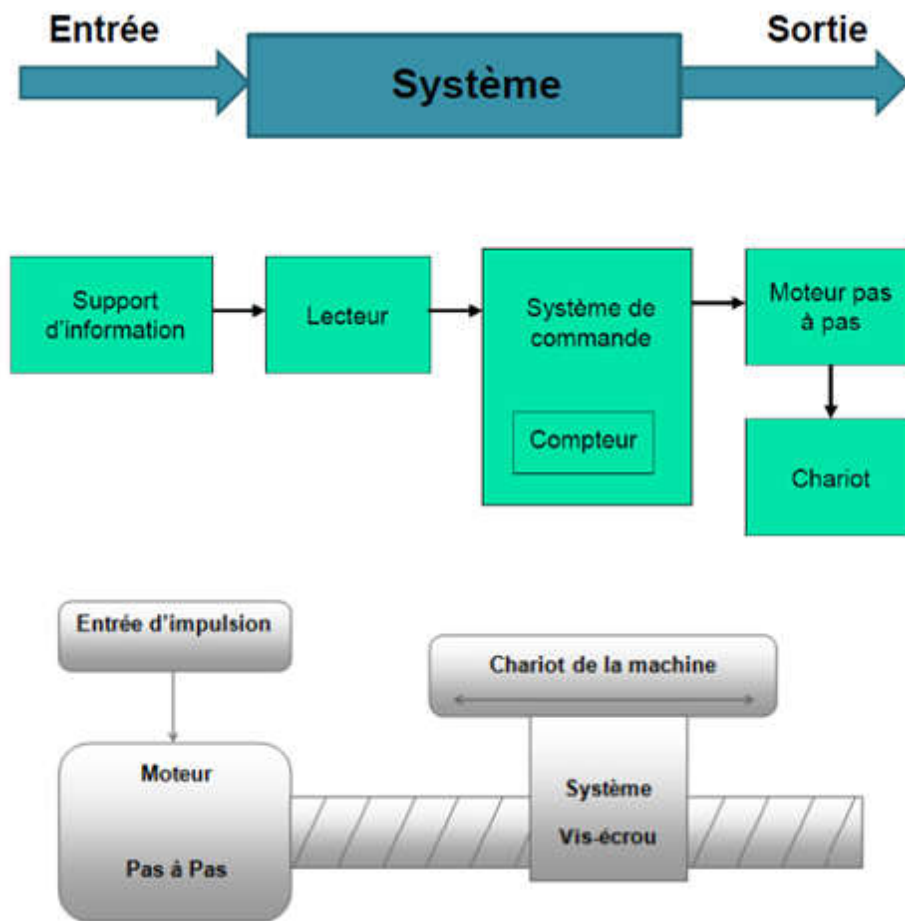 Entrée
Sortie
Système
Support
d'information
Lecteur
Système de
commande
Compteur
Moteur pas
à pas
Chariot
Entrée d'impulsion
Chariot de la machine
Moteur
Pas à Pas
Système
Vis-écrou